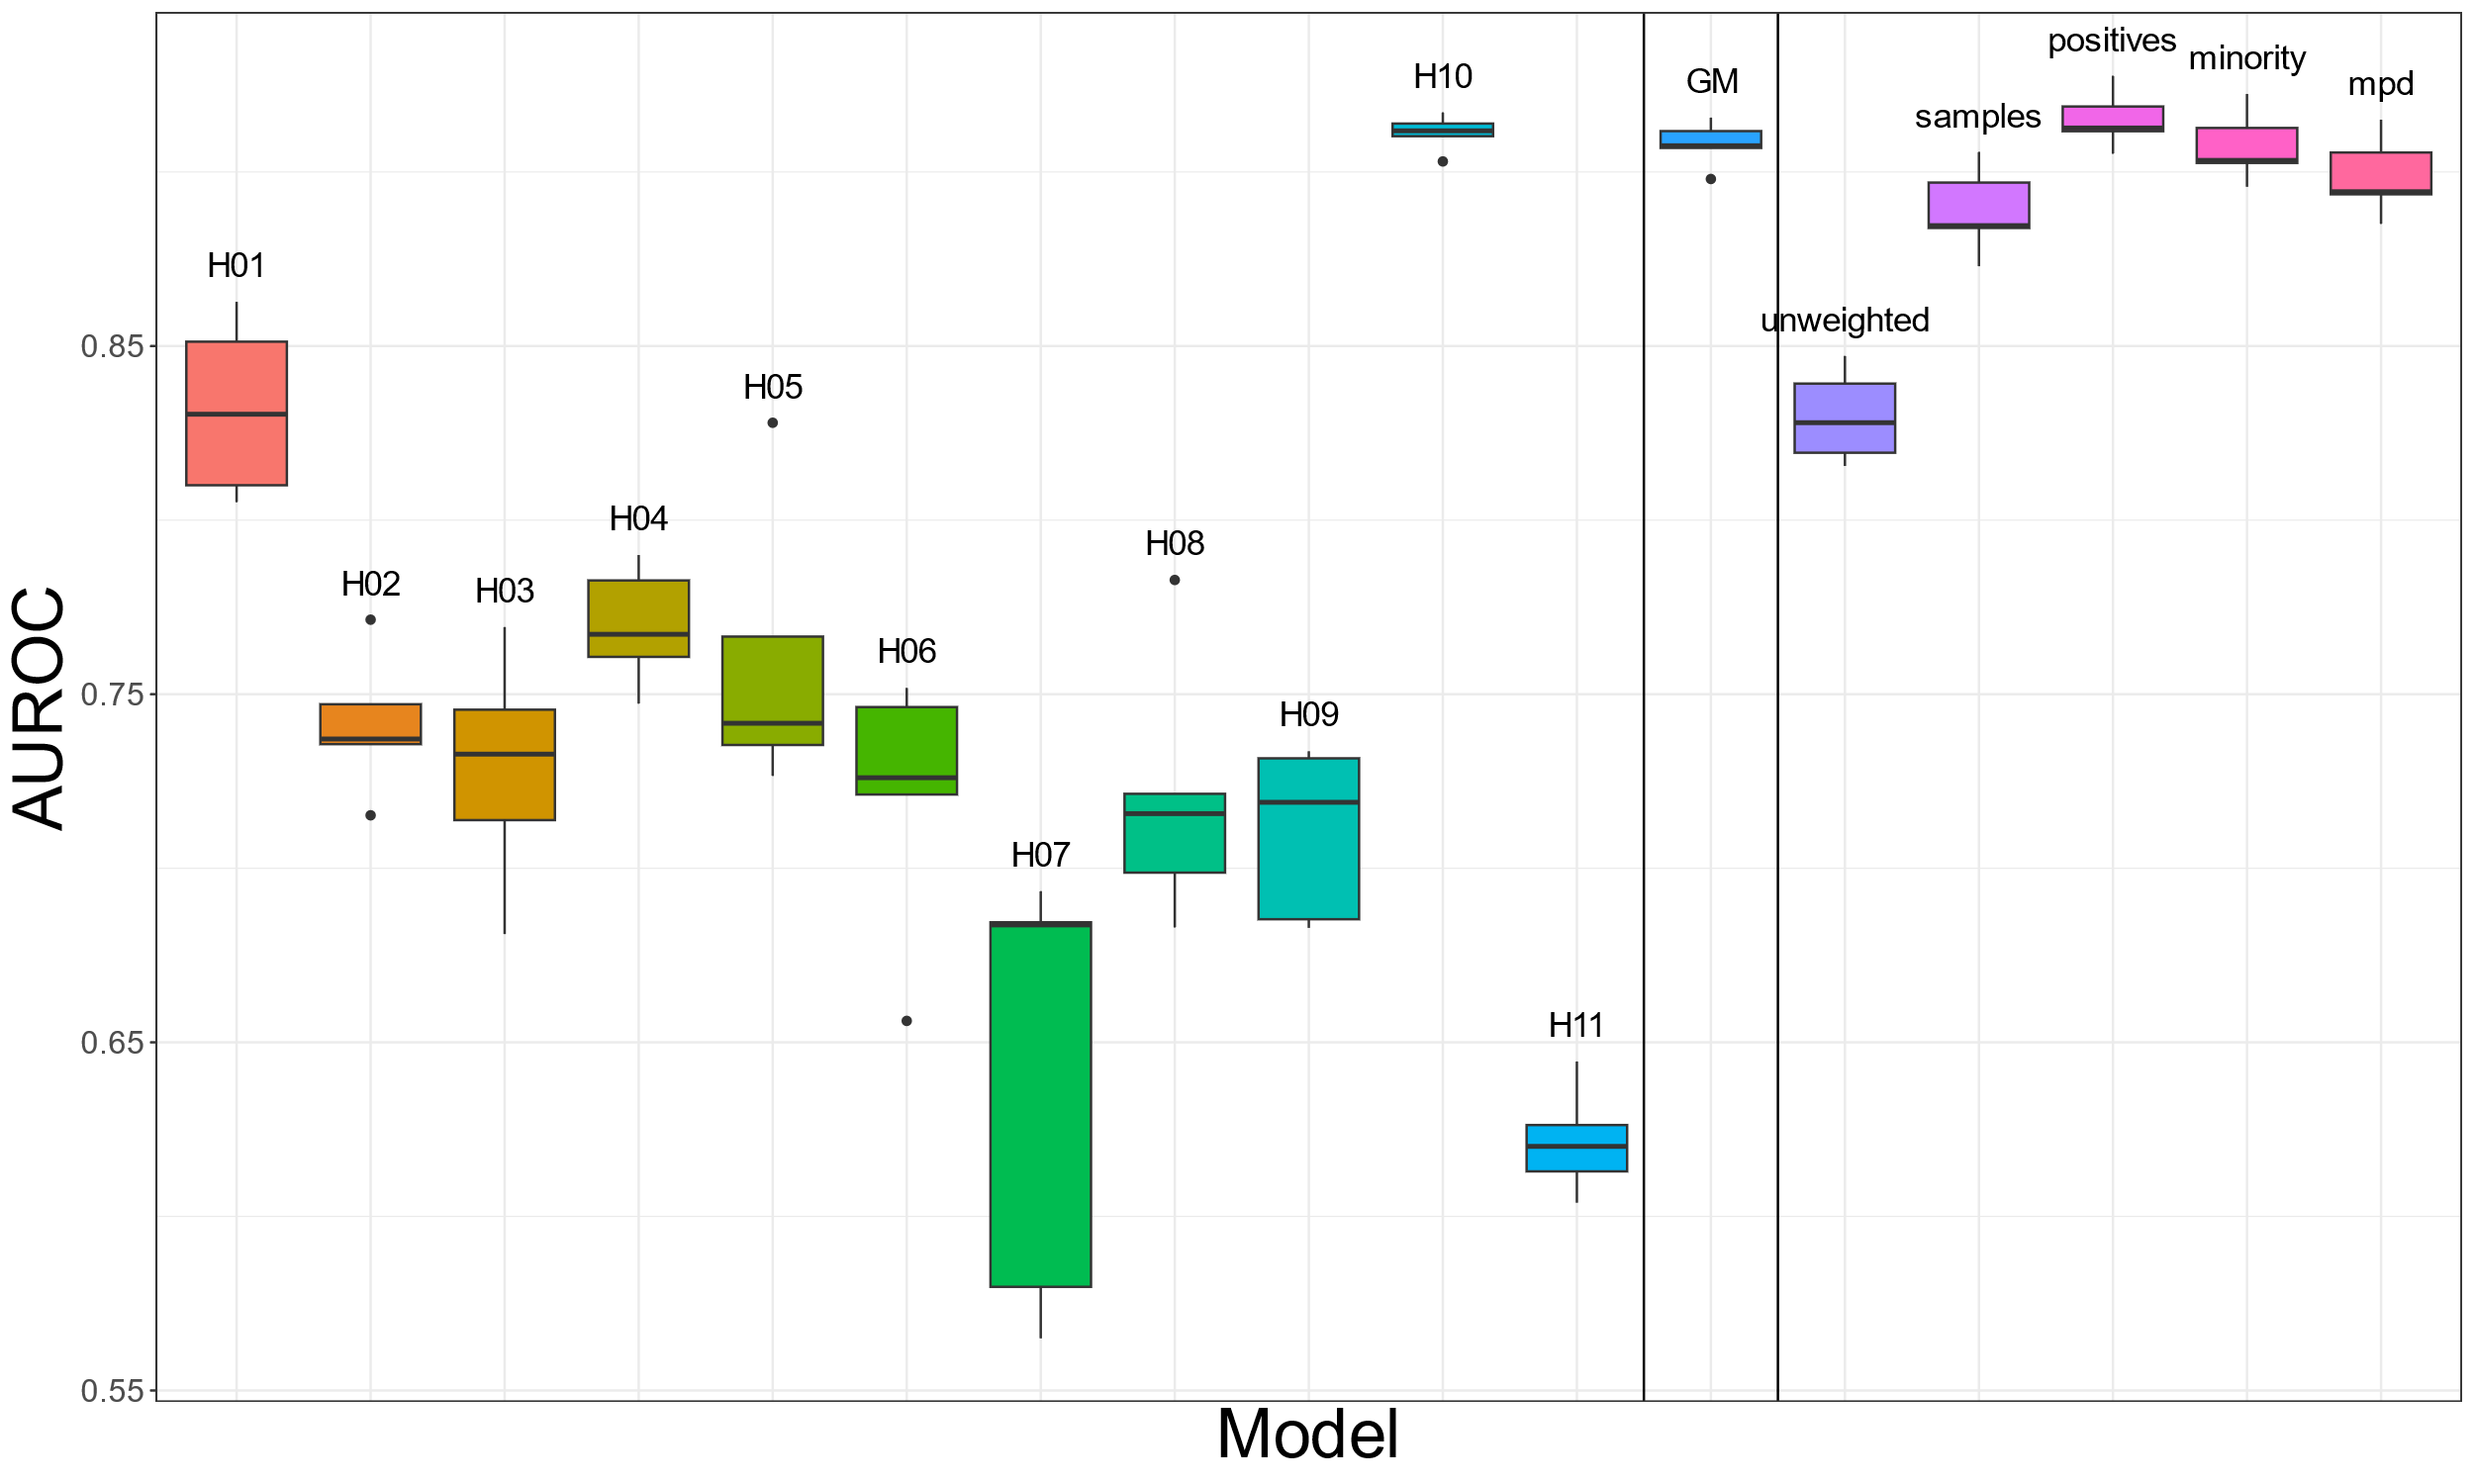 positives
minority
H10
GM
mpd
samples
H01
unweighted
0.85
H05
H04
H08
H02
H03
H06
0.75
H09
AUROC
H07
H11
0.65
0.55
Model